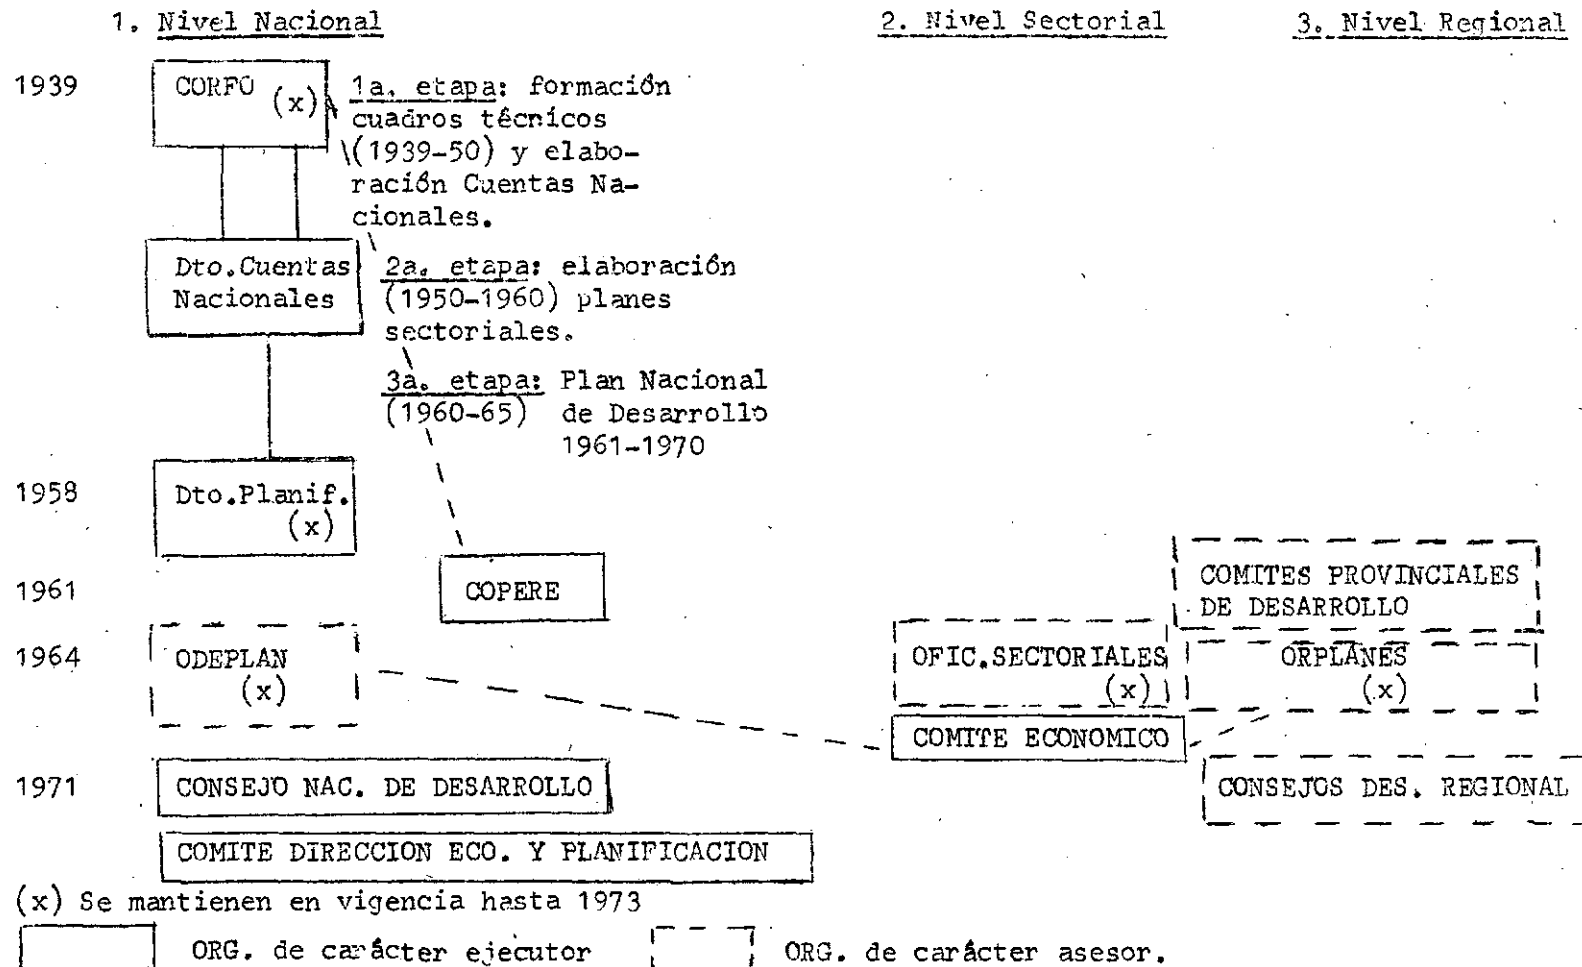 1. Nivel Nacional
2. Nivel Sectorial
3. Nivel Regional
1939
CORFO (x)
1a. etapa: formación
cuadros técnicos
(1939-50) y elabo-
ración Cuentas Na-
cionales.
Dto.Cuentas
Nacionales
2a. etapa: elaboración
(1950-1960) planes
sectoriales.
3a. etapa: Plan Nacional
(1960-65) de Desarrollo
1961-1970
1958
Dto.Planif.
(x)
1961
COPERE
COMITES PROVINCIALES
DE DESARROLLO
1964
ODEPLAN
(x)
OFIC.SECTORIALES
(x)
ORPLANES
(x)
COMITE ECONOMICO
1971
CONSEJO NAC. DE DESARROLLO
CONSEJOS DES. REGIONAL
COMITE DIRECCION ECO. Y PLANIFICACION
(x) Se mantienen en vigencia hasta 1973
ORG. de carácter ejecutor
ORG. de carácter asesor.